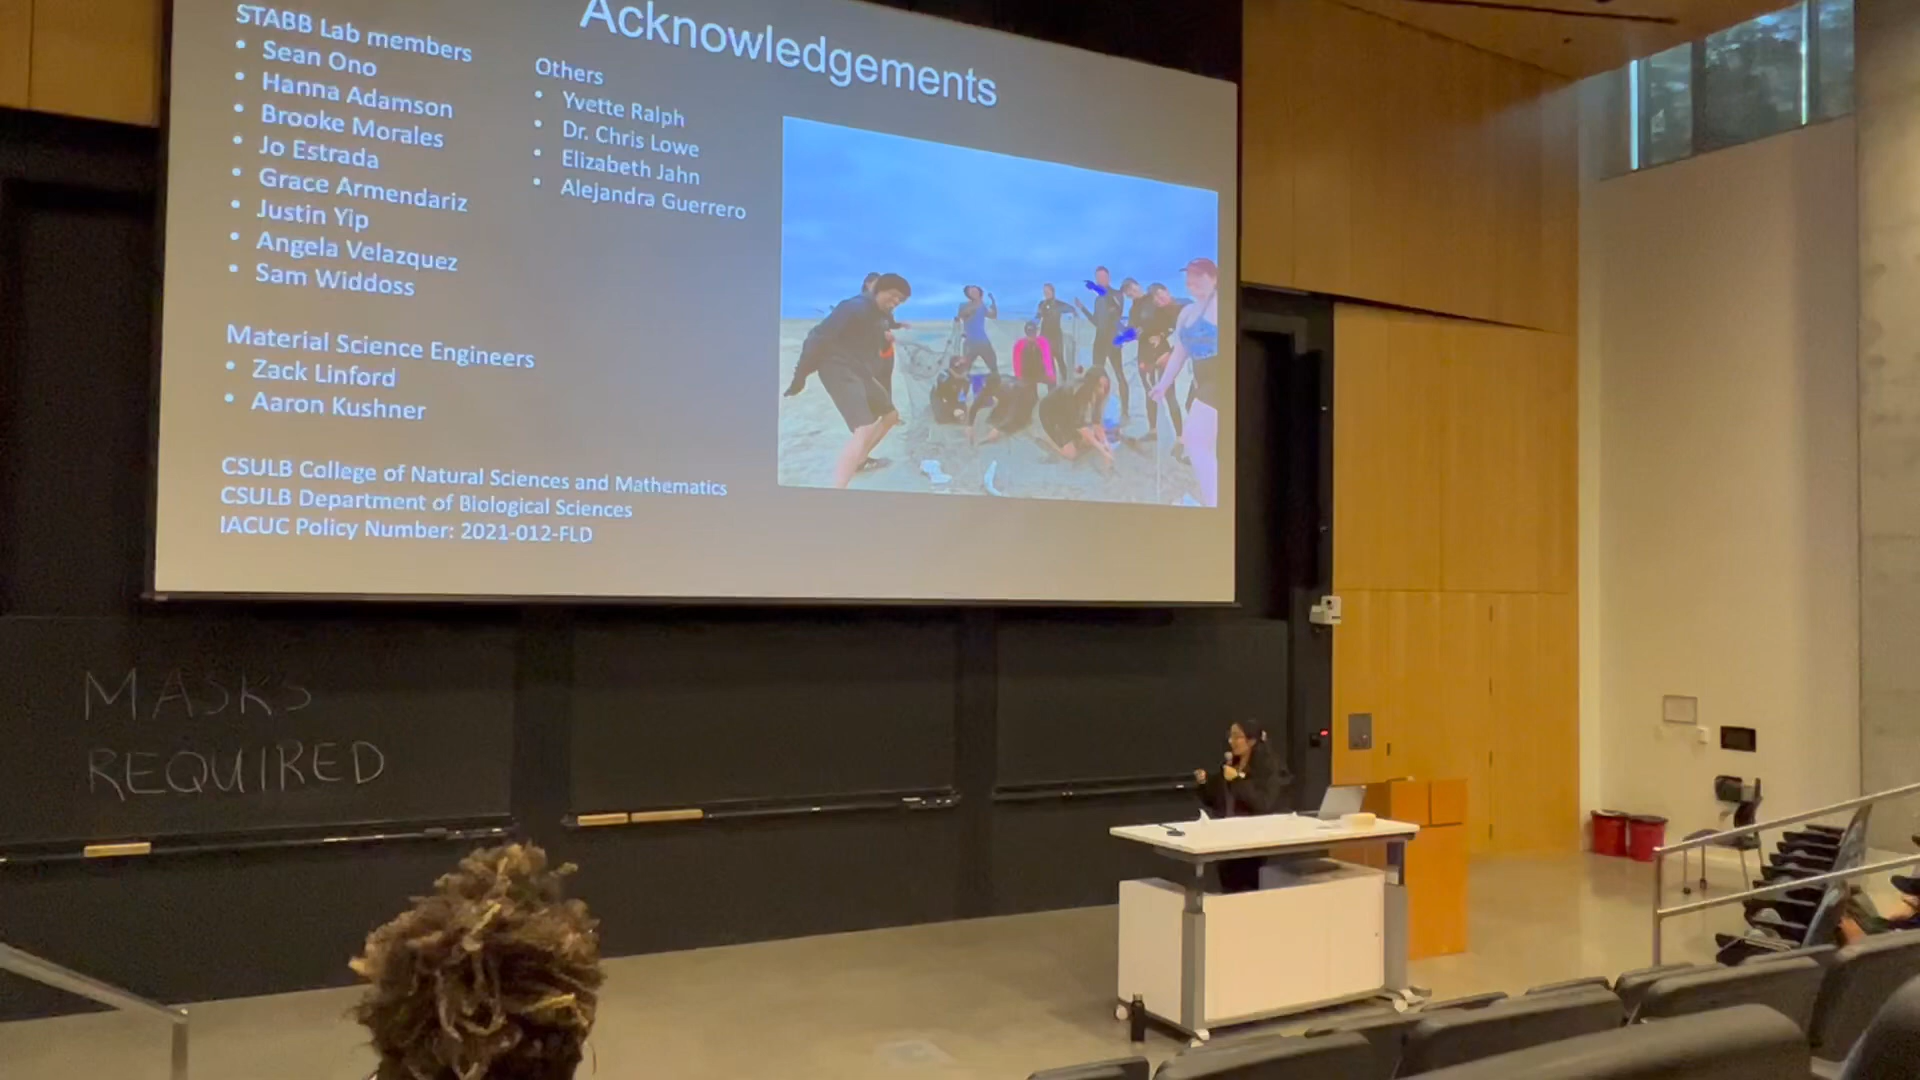 Acknowledgements
STABB Lab members
• Sean Ono
• Hanna Adamson
• Brooke Morales
• Jo Estrada
• Grace Armendariz
• Justin Yip
• Angela Velazquez
• Sam Widdoss
Material Science Engineers
• Zack Linford
• Aaron Kushner
CSULB College of Natural Sciences and Mathematics
CSULB Department of Biological Sciences
IACUC Policy Number: 2021-012-FLD
Others
• Yvette Ralph
• Dr. Chris Lowe
• Elizabeth Jahn
• Alejandra Guerrero
MASKS
REQUIRED